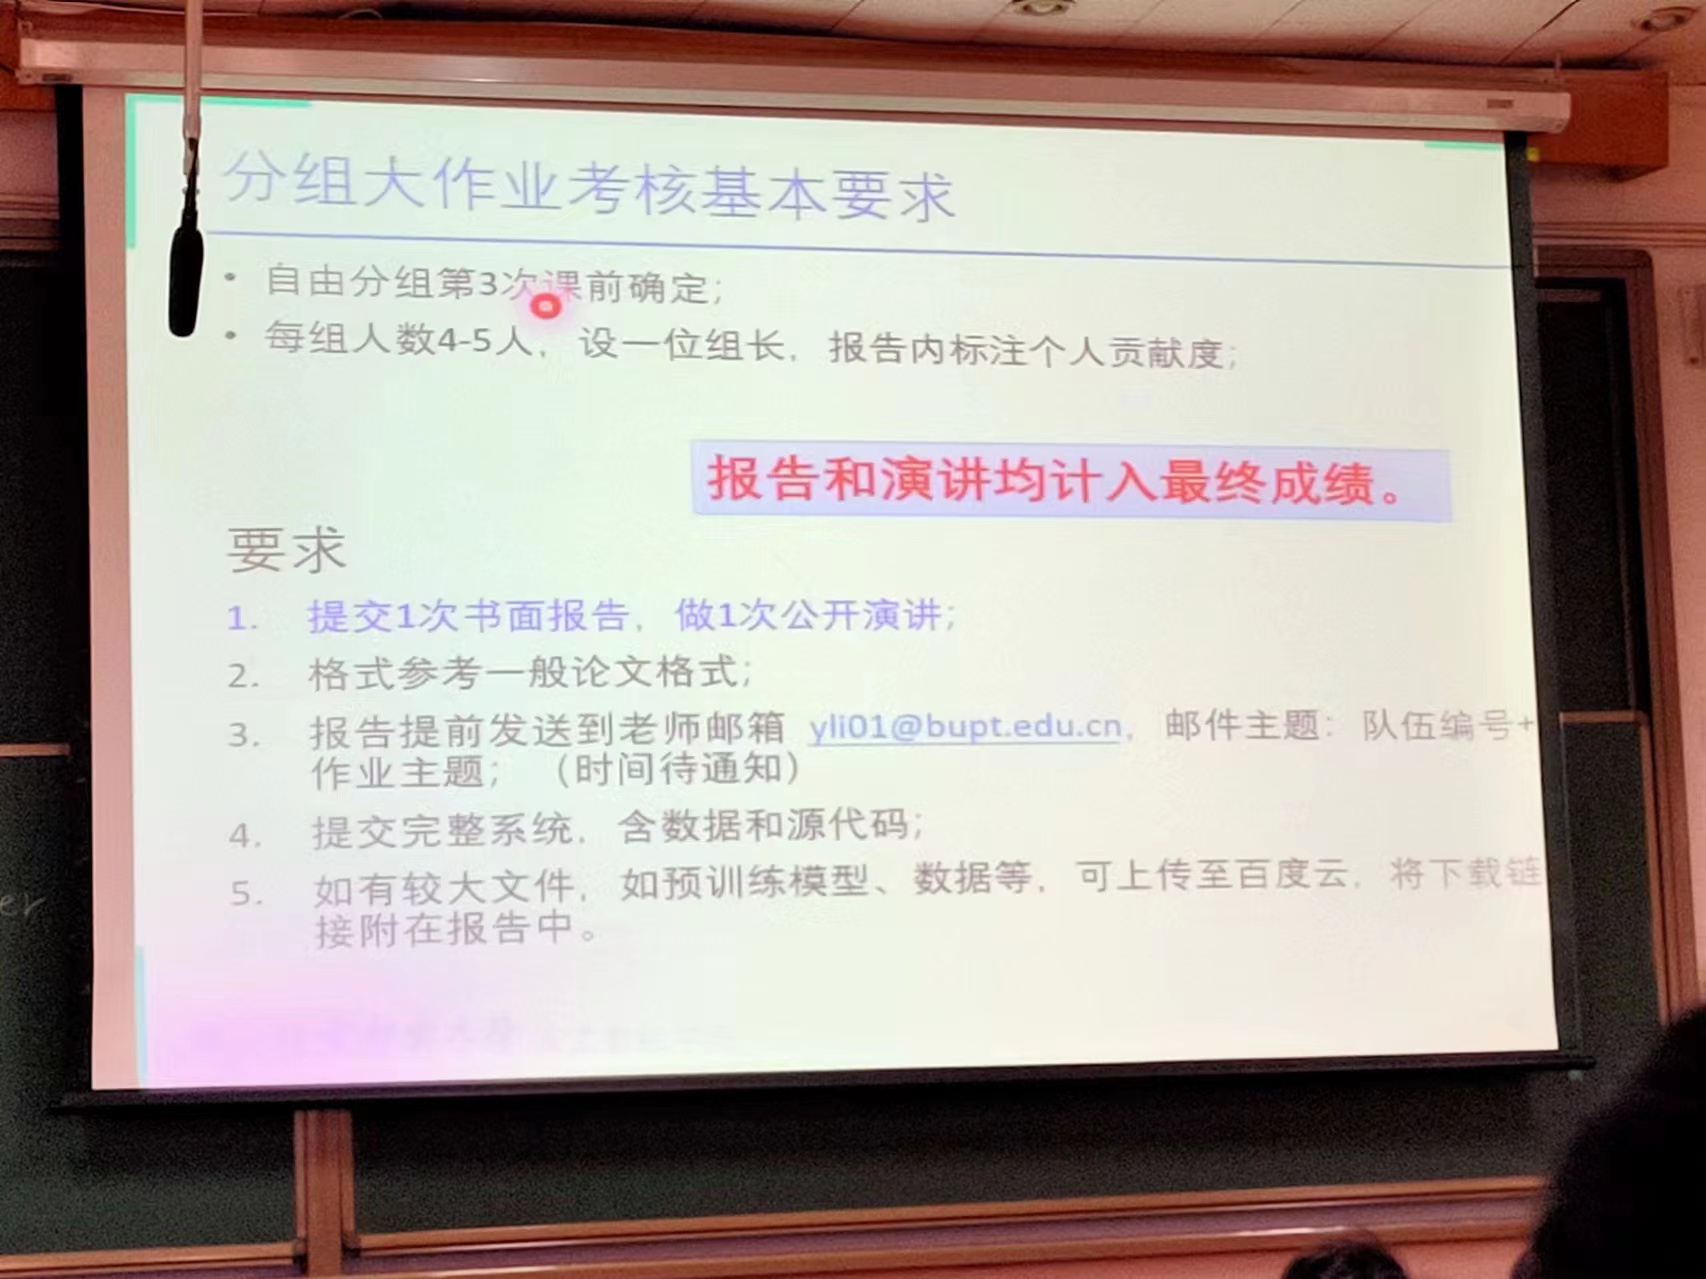 分组大作业考核基本要求
• 自由分组第3次课前确定;
• 每组人数4-5人, 设一位组长, 报告内标注个人贡献度;
报告和演讲均计入最终成绩。
要求
1. 提交1次书面报告, 做1次公开演讲;
2. 格式参考一般论文格式;
3. 报告提前发送到老师邮箱 yli01@bupt.edu.cn, 邮件主题: 队伍编号+
作业主题; (时间待通知)
4. 提交完整系统, 含数据和源代码;
5. 如有较大文件, 如预训练模型、数据等, 可上传至百度云, 将下载链
接附在报告中。
er